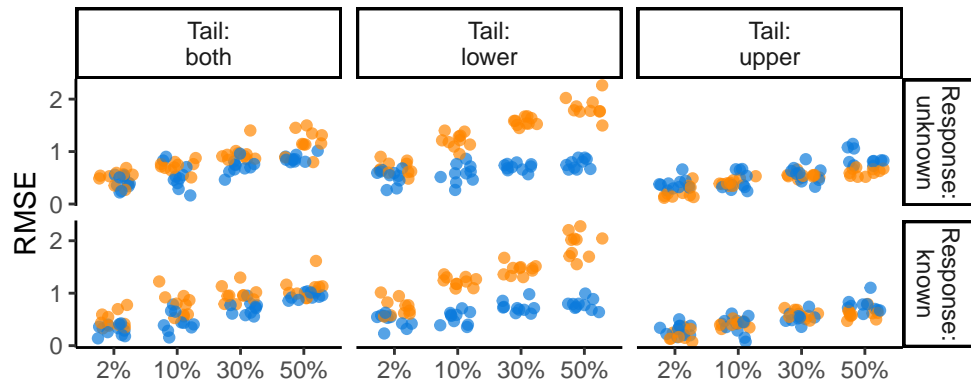 Tail:
both
Tail:
lower
Tail:
upper
RMSE
2
1
0
Response:
unknown
2
1
0
Response:
known
2% 10% 30% 50%
2% 10% 30% 50%
2% 10% 30% 50%